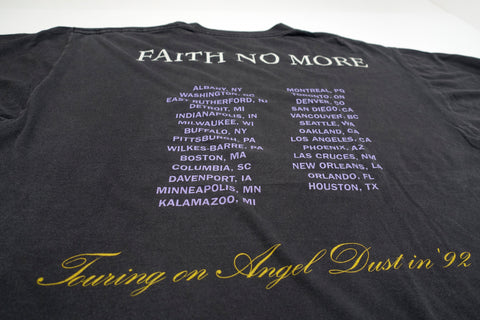 FAITH NO MORE
ALBANY, NY
WASHINGTON, DC
EAST RUTHERFORD, NJ
DETROIT, MI
INDIANAPOLIS, IN
MILWAUKEE, WI
BUFFALO, NY
PITTSBURGH, PA
WILKES-BARRE, PA
BOSTON, MA
COLUMBIA, SC
DAVENPORT, IA
MINNEAPOLIS, MN
KALAMAZOO, MI
MONTREAL, PQ
TORONTO, ON
DENVER, CO
SAN DIEGO, CA
VANCOUVER, BC
SEATTLE, WA
OAKLAND, CA
LOS ANGELES, CA
PHOENIX, AZ
LAS CRUCES, NM
NEW ORLEANS, LA
ORLANDO, FL
HOUSTON, TX
Touring on Angel Dust in '92